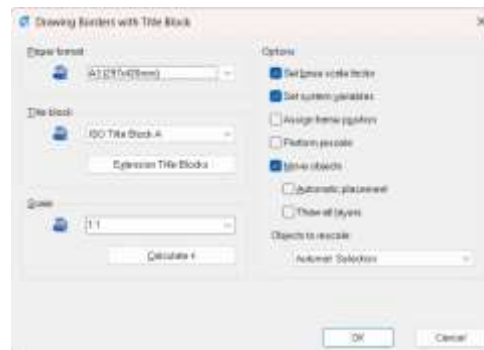 Drawing Borders with Title Block
Paper format
A3 (297x420mm)
Title block
ISO Title Block A
Extension Title Blocks
Scale
1:1
Calculate <
Options
Set base scale factor
Set system variables
Assign frame position
Perform rescale
Move objects
Automatic placement
Thaw all layers
Objects to rescale:
Automat. Selection
OK
Cancel